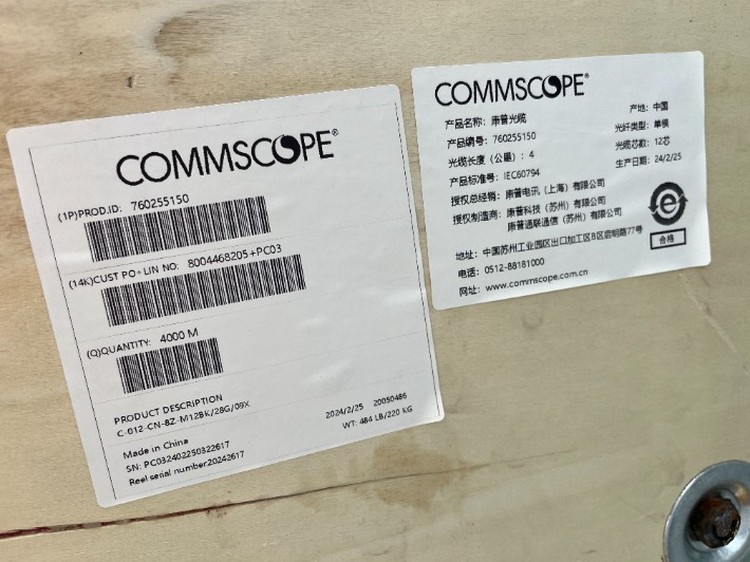 COMMSCOPE®
(1P)PROD.ID: 760255150
(14K)CUST PO+LIN NO: 8004468205+PC03
(Q)QUANTITY: 4000 M
PRODUCT DESCRIPTION
C-012-CN-8Z-M12BK/28G/09X
2024/2/25 20050486
WT: 484 LB/220 KG
Made in China
SN: PC032402250322617
Reel serial number:20242617
COMMSCOPE®
产品名称：康普光缆
产地：中国
产品编号：760255150
光纤类型：单模
光缆长度（公里）：4
光缆芯数：12芯
产品标准号：IEC60794
生产日期：24/2/25
授权总经销：康普电讯（上海）有限公司
授权制造商：康普科技（苏州）有限公司
康普通联通信（苏州）有限公司
e
合格
地址：中国苏州工业园区出口加工区B区启明路77号
电话：0512-88181000
网址：www.commscope.com.cn